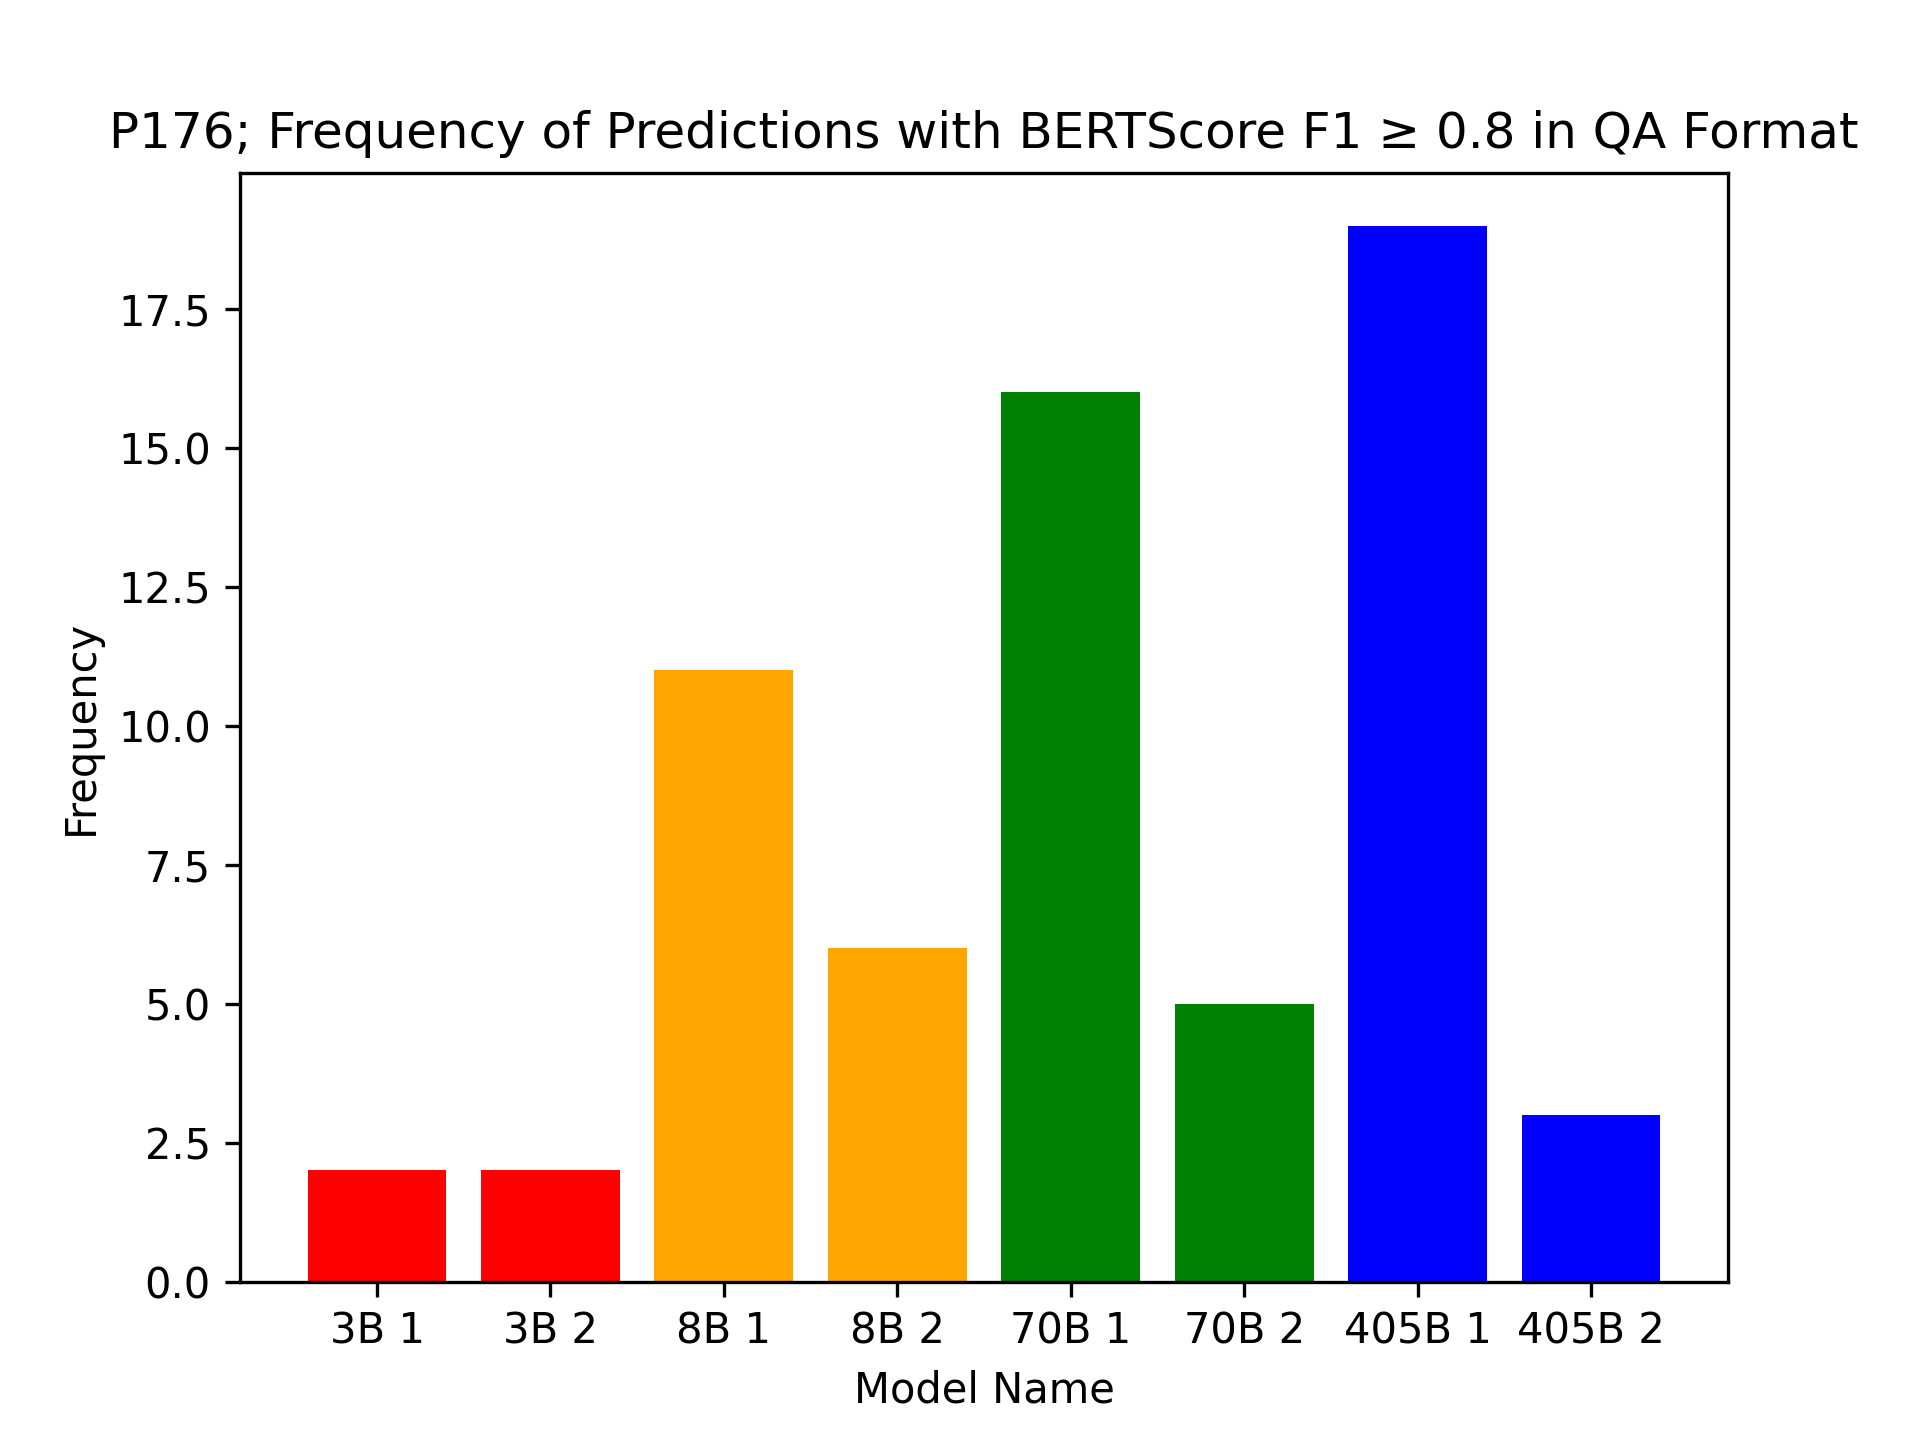 P176; Frequency of Predictions with BERTScore F1 ≥ 0.8 in QA Format
Frequency
17.5
15.0
12.5
10.0
7.5
5.0
2.5
0.0
3B 1 3B 2 8B 1 8B 2 70B 1 70B 2 405B 1 405B 2
Model Name